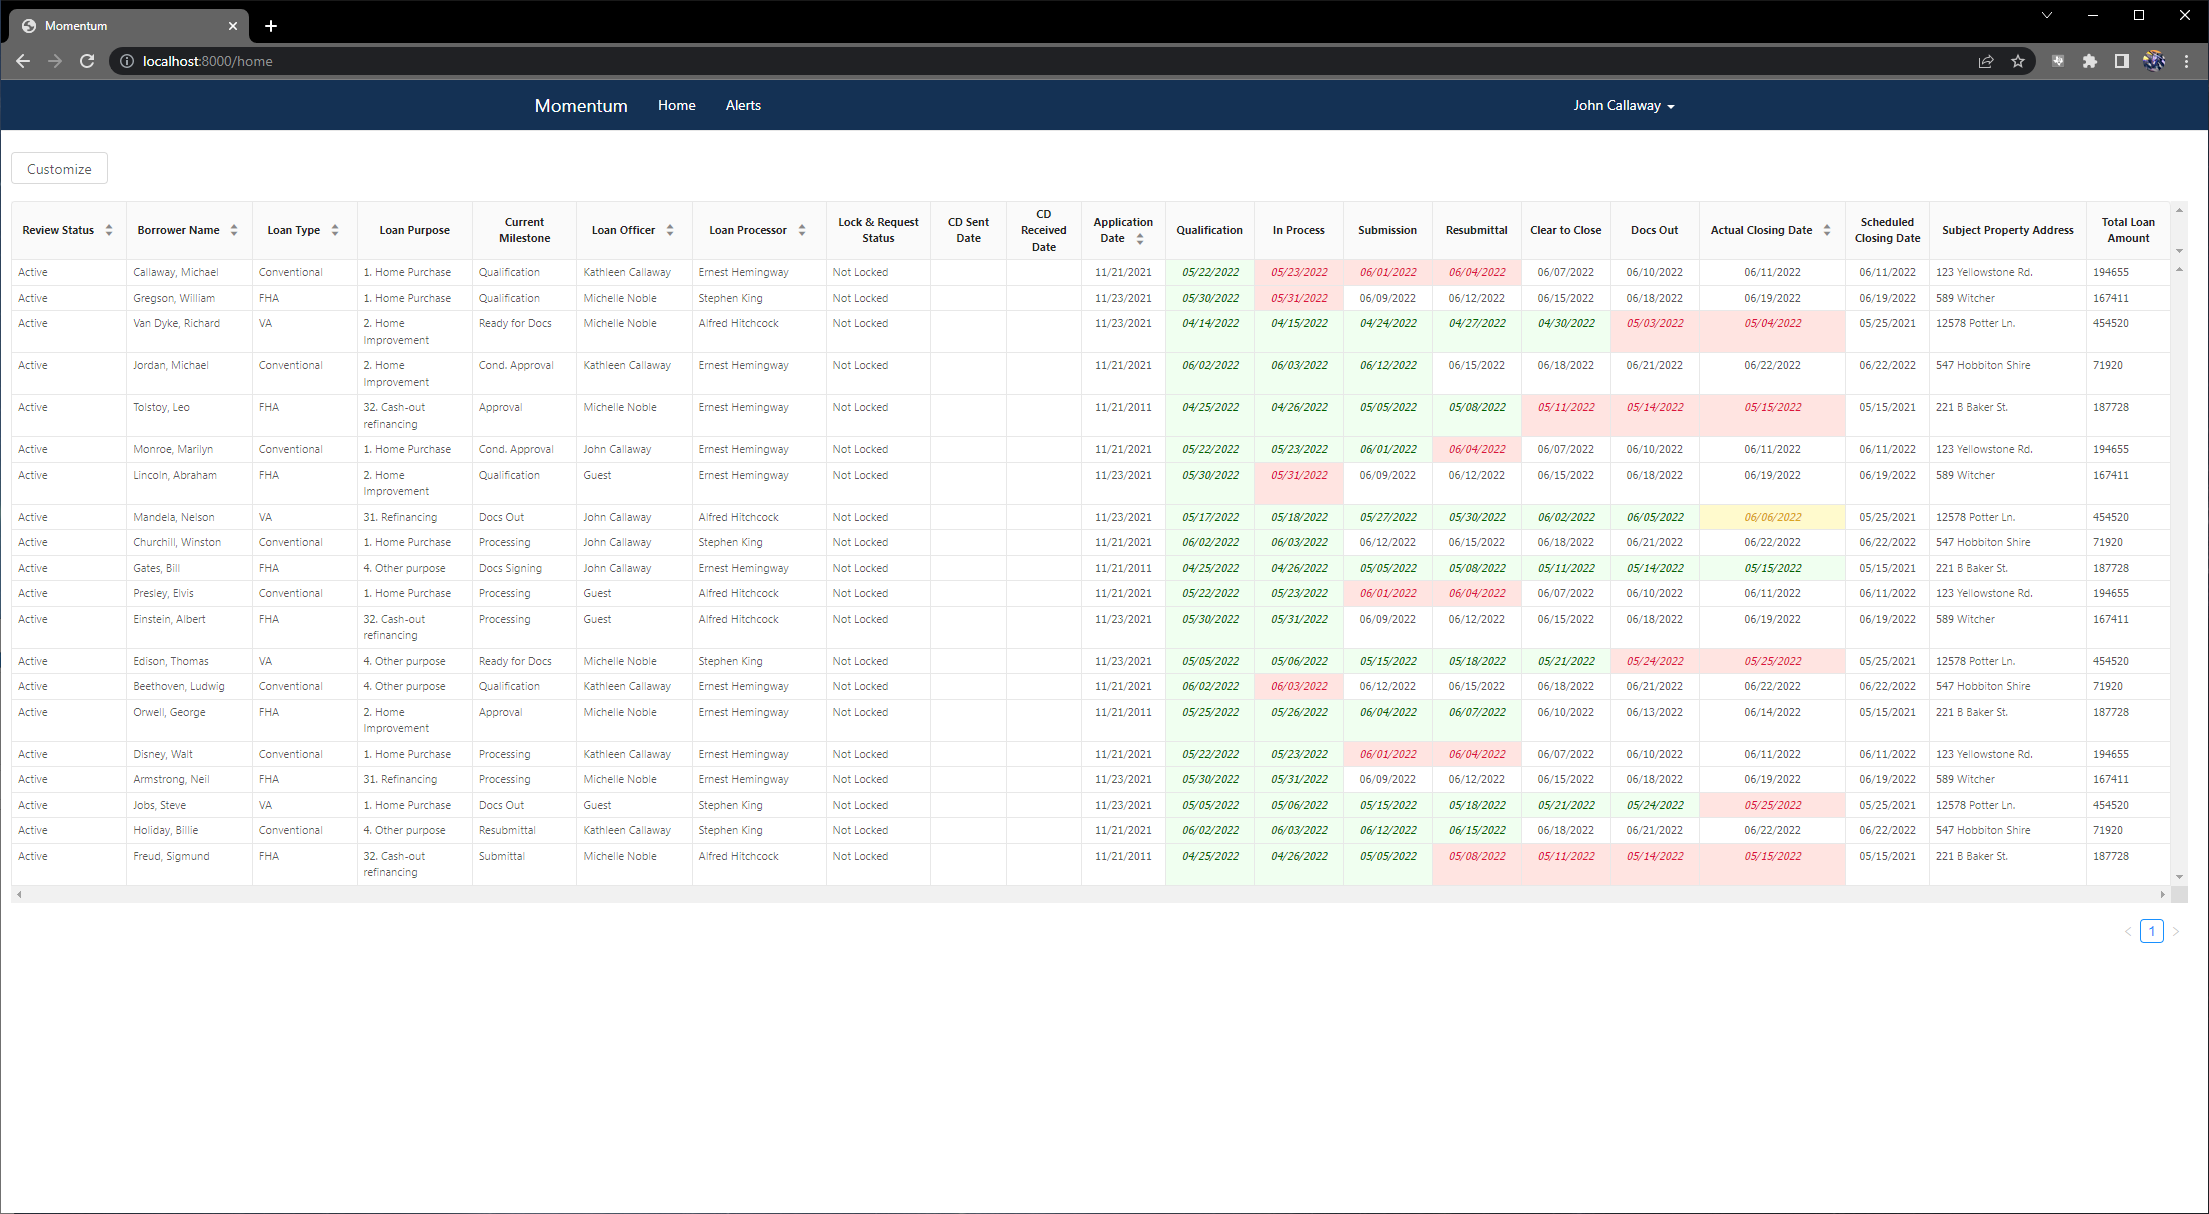 Momentum
localhost:8000/home
Momentum Home Alerts John Callaway
Customize
Review Status Borrower Name Loan Type Loan Purpose Current Milestone Loan Officer Loan Processor Lock & Request Status CD Sent Date CD Received Date Application Date Qualification In Process Submission Resubmittal Clear to Close Docs Out Actual Closing Date Scheduled Closing Date Subject Property Address Total Loan Amount
Active Callaway, Michael Conventional 1. Home Purchase Qualification Kathleen Callaway Ernest Hemingway Not Locked 11/21/2021 05/22/2022 05/23/2022 06/01/2022 06/04/2022 06/07/2022 06/10/2022 06/11/2022 06/11/2022 123 Yellowstone Rd. 194655
Active Gregson, William FHA 1. Home Purchase Qualification Michelle Noble Stephen King Not Locked 11/23/2021 05/30/2022 05/31/2022 06/09/2022 06/12/2022 06/15/2022 06/18/2022 06/19/2022 06/19/2022 589 Witcher 167411
Active Van Dyke, Richard VA 2. Home Improvement Ready for Docs Michelle Noble Alfred Hitchcock Not Locked 11/23/2021 04/14/2022 04/15/2022 04/24/2022 04/27/2022 04/30/2022 05/03/2022 05/04/2022 05/25/2021 12578 Potter Ln. 454520
Active Jordan, Michael Conventional 2. Home Improvement Cond. Approval Kathleen Callaway Ernest Hemingway Not Locked 11/21/2021 06/02/2022 06/03/2022 06/12/2022 06/15/2022 06/18/2022 06/21/2022 06/22/2022 06/22/2022 547 Hobbiton Shire 71920
Active Tolstoy, Leo FHA 32. Cash-out refinancing Approval Michelle Noble Ernest Hemingway Not Locked 11/21/2011 04/25/2022 04/26/2022 05/05/2022 05/08/2022 05/11/2022 05/14/2022 05/15/2022 05/15/2021 221 B Baker St. 187728
Active Monroe, Marilyn Conventional 1. Home Purchase Cond. Approval John Callaway Ernest Hemingway Not Locked 11/21/2021 05/22/2022 05/23/2022 06/01/2022 06/04/2022 06/07/2022 06/10/2022 06/11/2022 06/11/2022 123 Yellowstone Rd. 194655
Active Lincoln, Abraham FHA 2. Home Improvement Qualification Guest Ernest Hemingway Not Locked 11/23/2021 05/30/2022 05/31/2022 06/09/2022 06/12/2022 06/15/2022 06/18/2022 06/19/2022 06/19/2022 589 Witcher 167411
Active Mandela, Nelson VA 31. Refinancing Docs Out John Callaway Alfred Hitchcock Not Locked 11/23/2021 05/17/2022 05/18/2022 05/27/2022 05/30/2022 06/02/2022 06/05/2022 06/06/2022 05/25/2021 12578 Potter Ln. 454520
Active Churchill, Winston Conventional 1. Home Purchase Processing John Callaway Stephen King Not Locked 11/21/2021 06/02/2022 06/03/2022 06/12/2022 06/15/2022 06/18/2022 06/21/2022 06/22/2022 06/22/2022 547 Hobbiton Shire 71920
Active Gates, Bill FHA 4. Other purpose Docs Signing John Callaway Ernest Hemingway Not Locked 11/21/2011 04/25/2022 04/26/2022 05/05/2022 05/08/2022 05/11/2022 05/14/2022 05/15/2022 05/15/2021 221 B Baker St. 187728
Active Presley, Elvis Conventional 1. Home Purchase Processing Guest Alfred Hitchcock Not Locked 11/21/2021 05/22/2022 05/23/2022 06/01/2022 06/04/2022 06/07/2022 06/10/2022 06/11/2022 06/11/2022 123 Yellowstone Rd. 194655
Active Einstein, Albert FHA 32. Cash-out refinancing Processing Guest Alfred Hitchcock Not Locked 11/23/2021 05/30/2022 05/31/2022 06/09/2022 06/12/2022 06/15/2022 06/18/2022 06/19/2022 06/19/2022 589 Witcher 167411
Active Edison, Thomas VA 4. Other purpose Ready for Docs Michelle Noble Stephen King Not Locked 11/23/2021 05/05/2022 05/06/2022 05/15/2022 05/18/2022 05/21/2022 05/24/2022 05/25/2022 05/25/2021 12578 Potter Ln. 454520
Active Beethoven, Ludwig Conventional 4. Other purpose Qualification Kathleen Callaway Ernest Hemingway Not Locked 11/21/2021 06/02/2022 06/03/2022 06/12/2022 06/15/2022 06/18/2022 06/21/2022 06/22/2022 06/22/2022 547 Hobbiton Shire 71920
Active Orwell, George FHA 2. Home Improvement Approval Michelle Noble Ernest Hemingway Not Locked 11/21/2011 05/25/2022 05/26/2022 06/04/2022 06/07/2022 06/10/2022 06/13/2022 06/14/2022 05/15/2021 221 B Baker St. 187728
Active Disney, Walt Conventional 1. Home Purchase Processing Kathleen Callaway Ernest Hemingway Not Locked 11/21/2021 05/22/2022 05/23/2022 06/01/2022 06/04/2022 06/07/2022 06/10/2022 06/11/2022 06/11/2022 123 Yellowstone Rd. 194655
Active Armstrong, Neil FHA 31. Refinancing Processing Michelle Noble Ernest Hemingway Not Locked 11/23/2021 05/30/2022 05/31/2022 06/09/2022 06/12/2022 06/15/2022 06/18/2022 06/19/2022 06/19/2022 589 Witcher 167411
Active Jobs, Steve VA 1. Home Purchase Docs Out Guest Stephen King Not Locked 11/23/2021 05/05/2022 05/06/2022 05/15/2022 05/18/2022 05/21/2022 05/24/2022 05/25/2022 05/25/2021 12578 Potter Ln. 454520
Active Holiday, Billie Conventional 4. Other purpose Resubmittal Kathleen Callaway Stephen King Not Locked 11/21/2021 06/02/2022 06/03/2022 06/12/2022 06/15/2022 06/18/2022 06/21/2022 06/22/2022 06/22/2022 547 Hobbiton Shire 71920
Active Freud, Sigmund FHA 32. Cash-out refinancing Submittal Michelle Noble Alfred Hitchcock Not Locked 11/21/2011 04/25/2022 04/26/2022 05/05/2022 05/08/2022 05/11/2022 05/14/2022 05/15/2022 05/15/2021 221 B Baker St. 187728
1